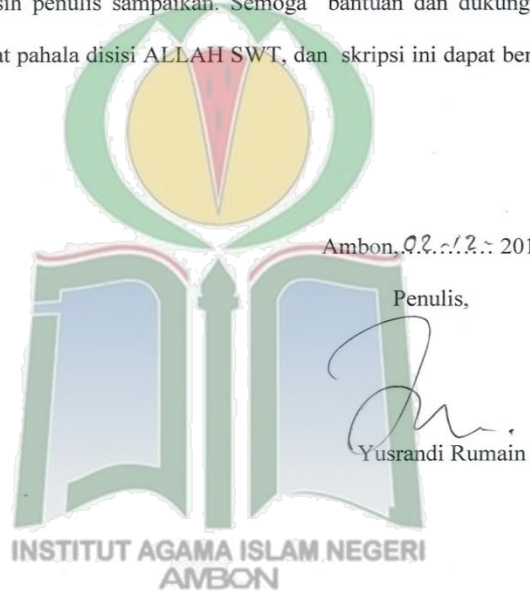 sih penulis sampaikan. Semoga bantuan dan dukung
at pahala disisi ALLAH SWT, dan skripsi ini dapat ber
Ambon, 02-12-201
Penulis,
Yusrandi Rumain
INSTITUT AGAMA ISLAM NEGERI
AMBON